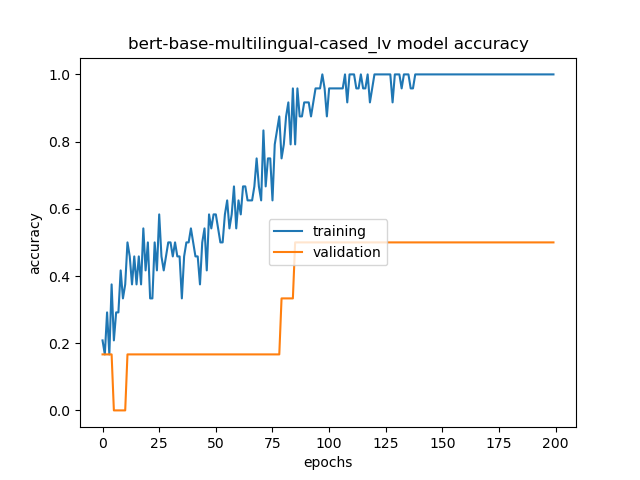 bert-base-multilingual-cased_lv model accuracy
1.0
0.8
0.6
0.4
0.2
0.0
accuracy
training
validation
0 25 50 75 100 125 150 175 200
epochs